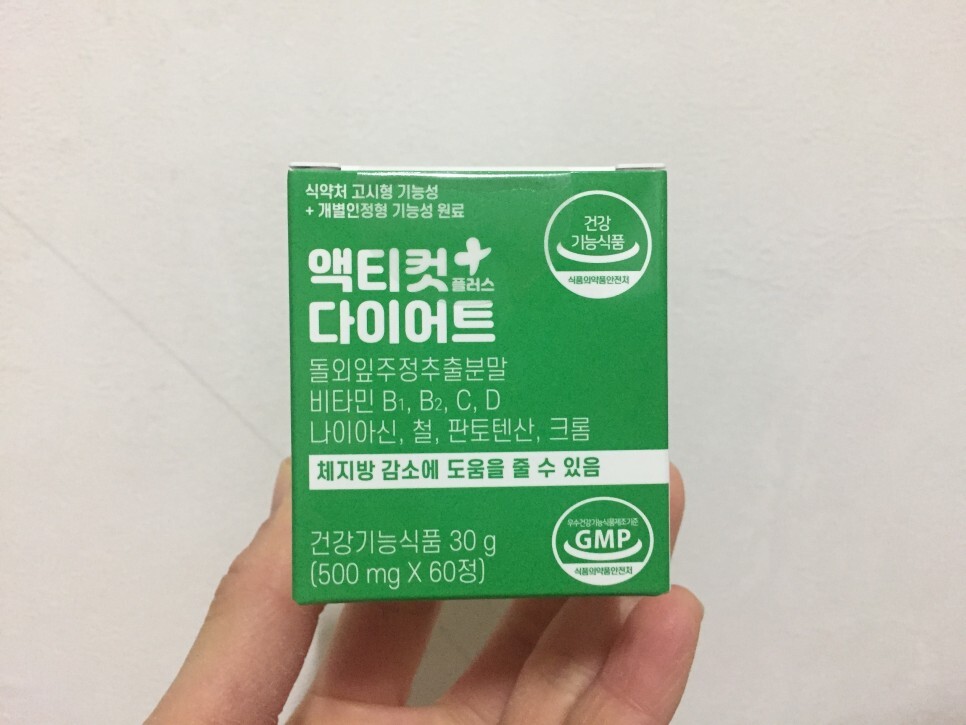 식약처 고시형 기능성
+ 개별인정형 기능성 원료
건강
기능식품
식품의약품안전처
액티컷+
플러스
다이어트
돌외잎주정추출분말
비타민 B1, B2, C, D
나이아신, 철, 판토텐산, 크롬
체지방 감소에 도움을 줄 수 있음
건강기능식품 30 g
(500 mg X 60정)
우수건강기능식품제조기준
GMP
식품의약품안전처